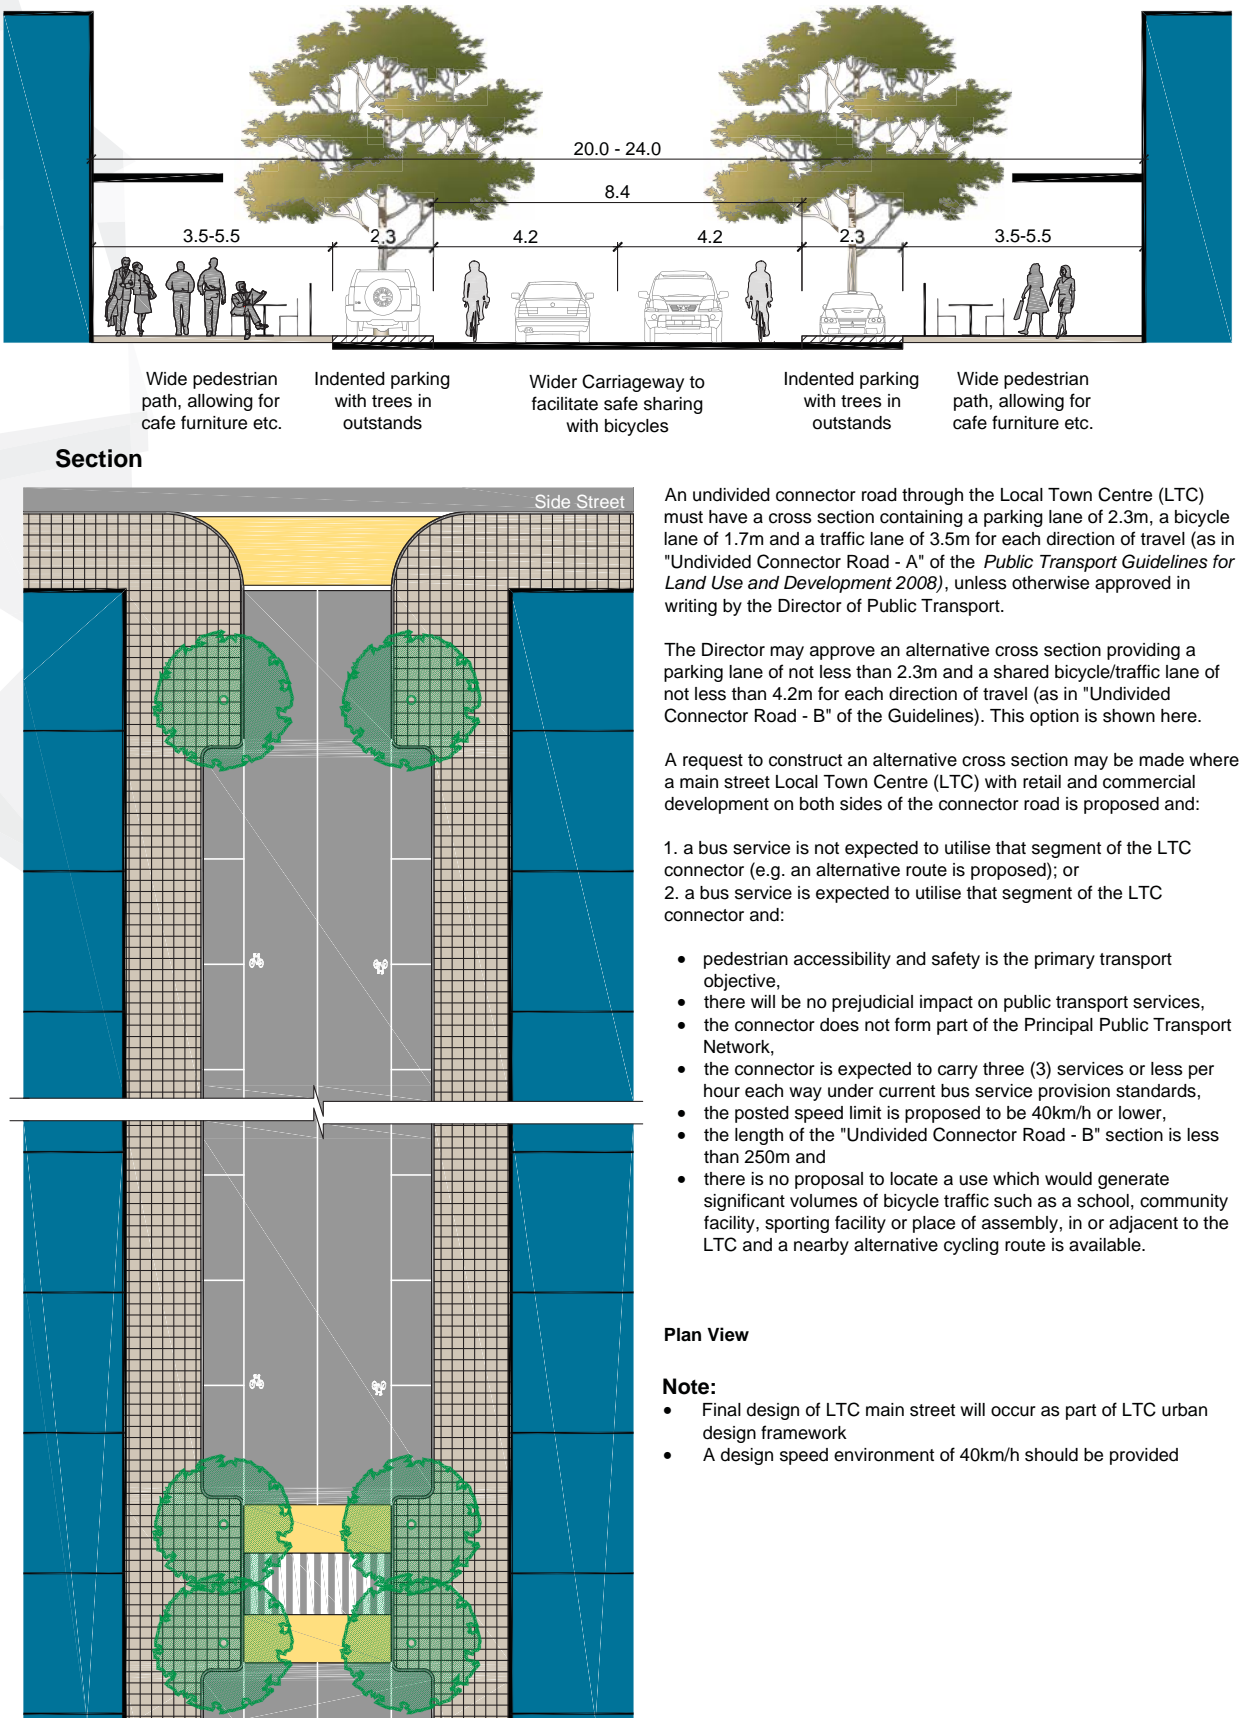 20.0 - 24.0
8.4
3.5-5.5
2.3
4.2
4.2
2.3
3.5-5.5
Wide pedestrian
path, allowing for
cafe furniture etc.
Indented parking
with trees in
outstands
Wider Carriageway to
facilitate safe sharing
with bicycles
Indented parking
with trees in
outstands
Wide pedestrian
path, allowing for
cafe furniture etc.
Section
Side Street
An undivided connector road through the Local Town Centre (LTC)
must have a cross section containing a parking lane of 2.3m, a bicycle
lane of 1.7m and a traffic lane of 3.5m for each direction of travel (as in
"Undivided Connector Road - A" of the Public Transport Guidelines for
Land Use and Development 2008), unless otherwise approved in
writing by the Director of Public Transport.
The Director may approve an alternative cross section providing a
parking lane of not less than 2.3m and a shared bicycle/traffic lane of
not less than 4.2m for each direction of travel (as in "Undivided
Connector Road - B" of the Guidelines). This option is shown here.
A request to construct an alternative cross section may be made where
a main street Local Town Centre (LTC) with retail and commercial
development on both sides of the connector road is proposed and:
1. a bus service is not expected to utilise that segment of the LTC
connector (e.g. an alternative route is proposed); or
2. a bus service is expected to utilise that segment of the LTC
connector and:
• pedestrian accessibility and safety is the primary transport
objective,
• there will be no prejudicial impact on public transport services,
• the connector does not form part of the Principal Public Transport
Network,
• the connector is expected to carry three (3) services or less per
hour each way under current bus service provision standards,
• the posted speed limit is proposed to be 40km/h or lower,
• the length of the "Undivided Connector Road - B" section is less
than 250m and
• there is no proposal to locate a use which would generate
significant volumes of bicycle traffic such as a school, community
facility, sporting facility or place of assembly, in or adjacent to the
LTC and a nearby alternative cycling route is available.
Plan View
Note:
• Final design of LTC main street will occur as part of LTC urban
design framework
• A design speed environment of 40km/h should be provided